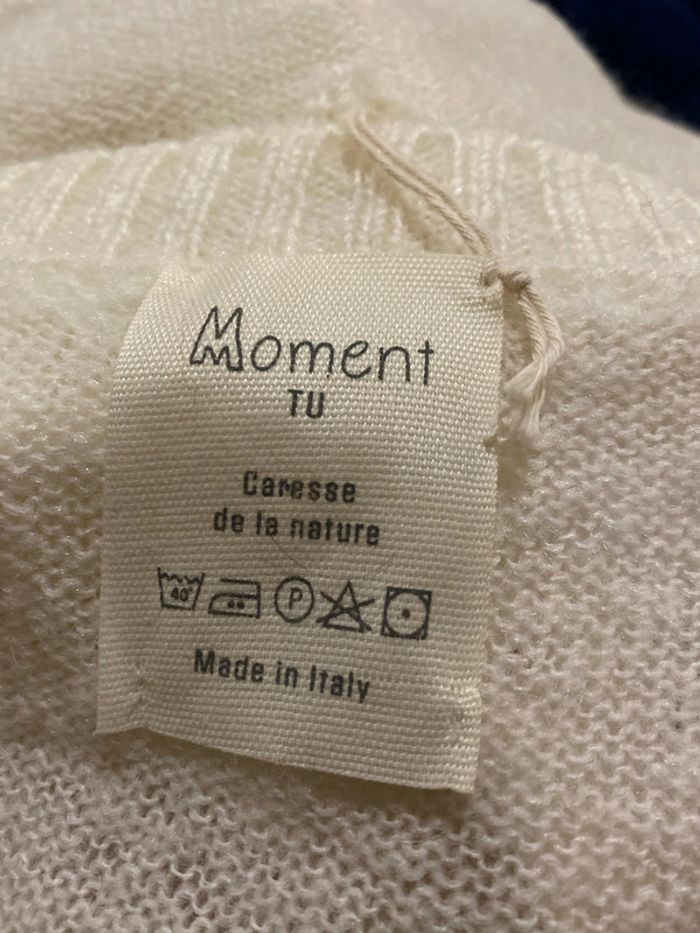 Moment
TU
Caresse
de la nature
40° P
Made in Italy